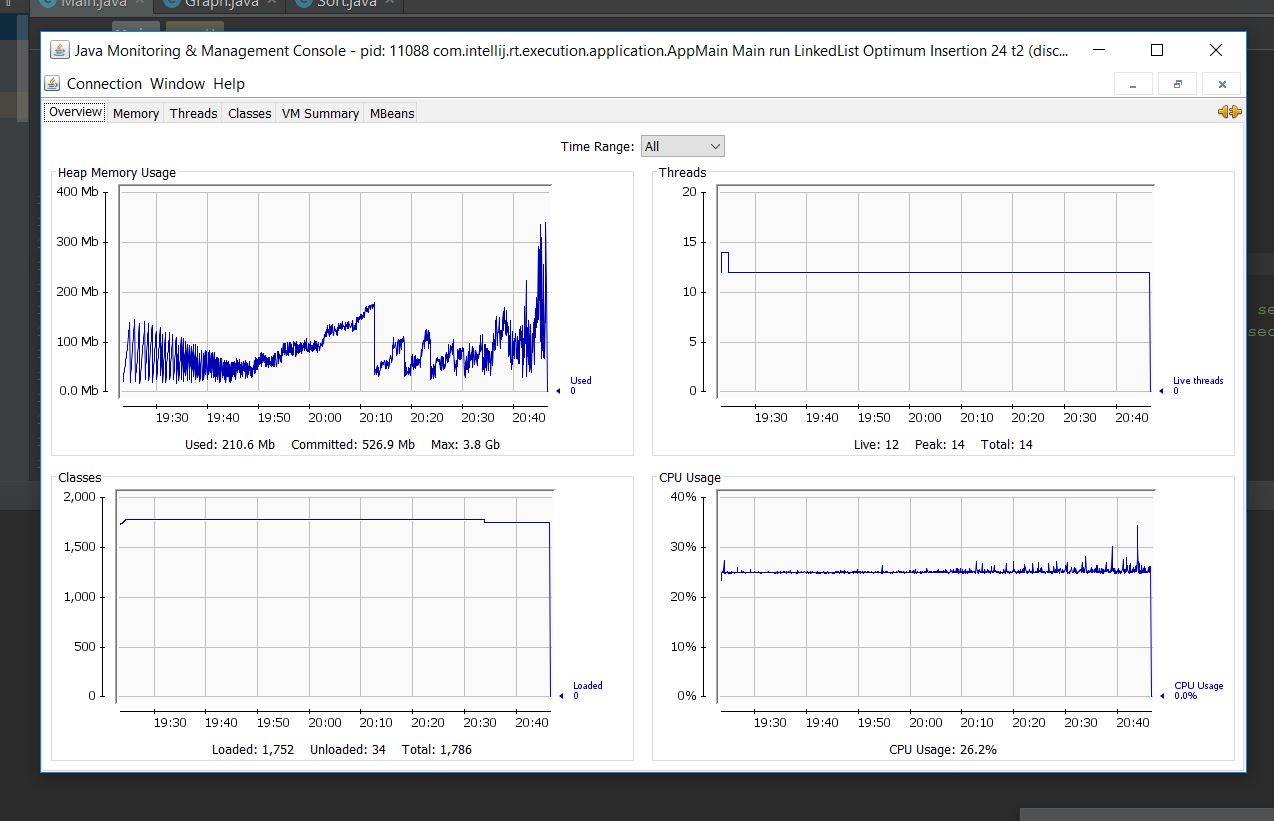 Main.java Graph.java Sort.java
Java Monitoring & Management Console - pid: 11088 com.intellij.rt.execution.application.AppMain Main run LinkedList Optimum Insertion 24 t2 (disc...
Connection Window Help
Overview Memory Threads Classes VM Summary MBeans
Time Range: All
Heap Memory Usage
400 Mb
300 Mb
200 Mb
100 Mb
0.0 Mb
Used
0
19:30 19:40 19:50 20:00 20:10 20:20 20:30 20:40
Used: 210.6 Mb Committed: 526.9 Mb Max: 3.8 Gb
Threads
20
15
10
5
0
Live threads
0
19:30 19:40 19:50 20:00 20:10 20:20 20:30 20:40
Live: 12 Peak: 14 Total: 14
Classes
2,000
1,500
1,000
500
0
Loaded
0
19:30 19:40 19:50 20:00 20:10 20:20 20:30 20:40
Loaded: 1,752 Unloaded: 34 Total: 1,786
CPU Usage
40%
30%
20%
10%
0%
CPU Usage
0.0%
19:30 19:40 19:50 20:00 20:10 20:20 20:30 20:40
CPU Usage: 26.2%
se
sec